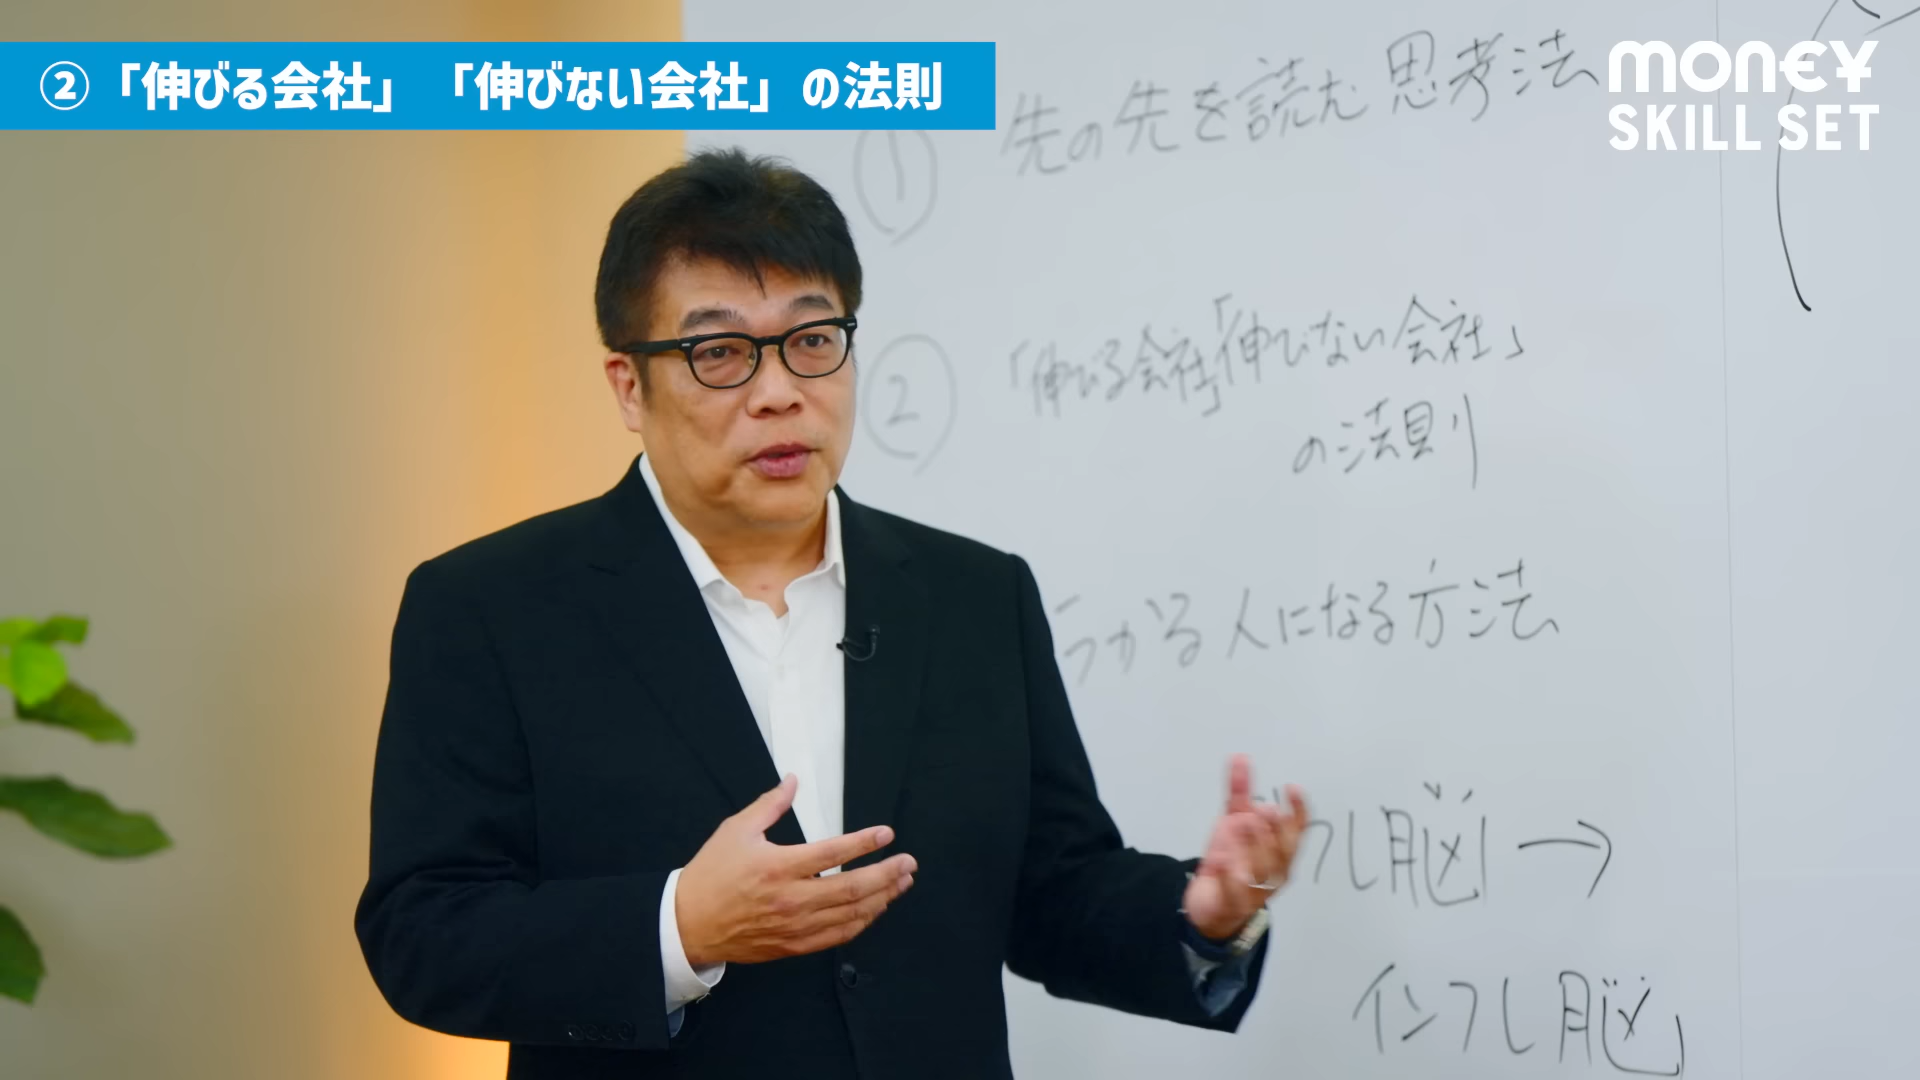 ②「伸びる会社」「伸びない会社」の法則
MON€¥
SKILL SET
① 先の先を読む思考法
② 「伸びる会社」「伸びない会社」
の法則
うかる人になる方法
フレ脳」→
インフレ脳」